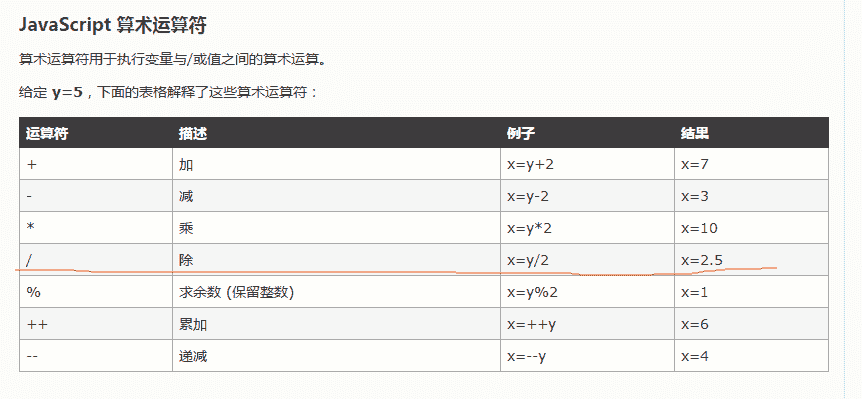 JavaScript 算术运算符
算术运算符用于执行变量与/或值之间的算术运算。
给定 y=5，下面的表格解释了这些算术运算符：
运算符 描述 例子 结果
+ 加 x=y+2 x=7
- 减 x=y-2 x=3
* 乘 x=y*2 x=10
/ 除 x=y/2 x=2.5
% 求余数 (保留整数) x=y%2 x=1
++ 累加 x=++y x=6
-- 递减 x=--y x=4